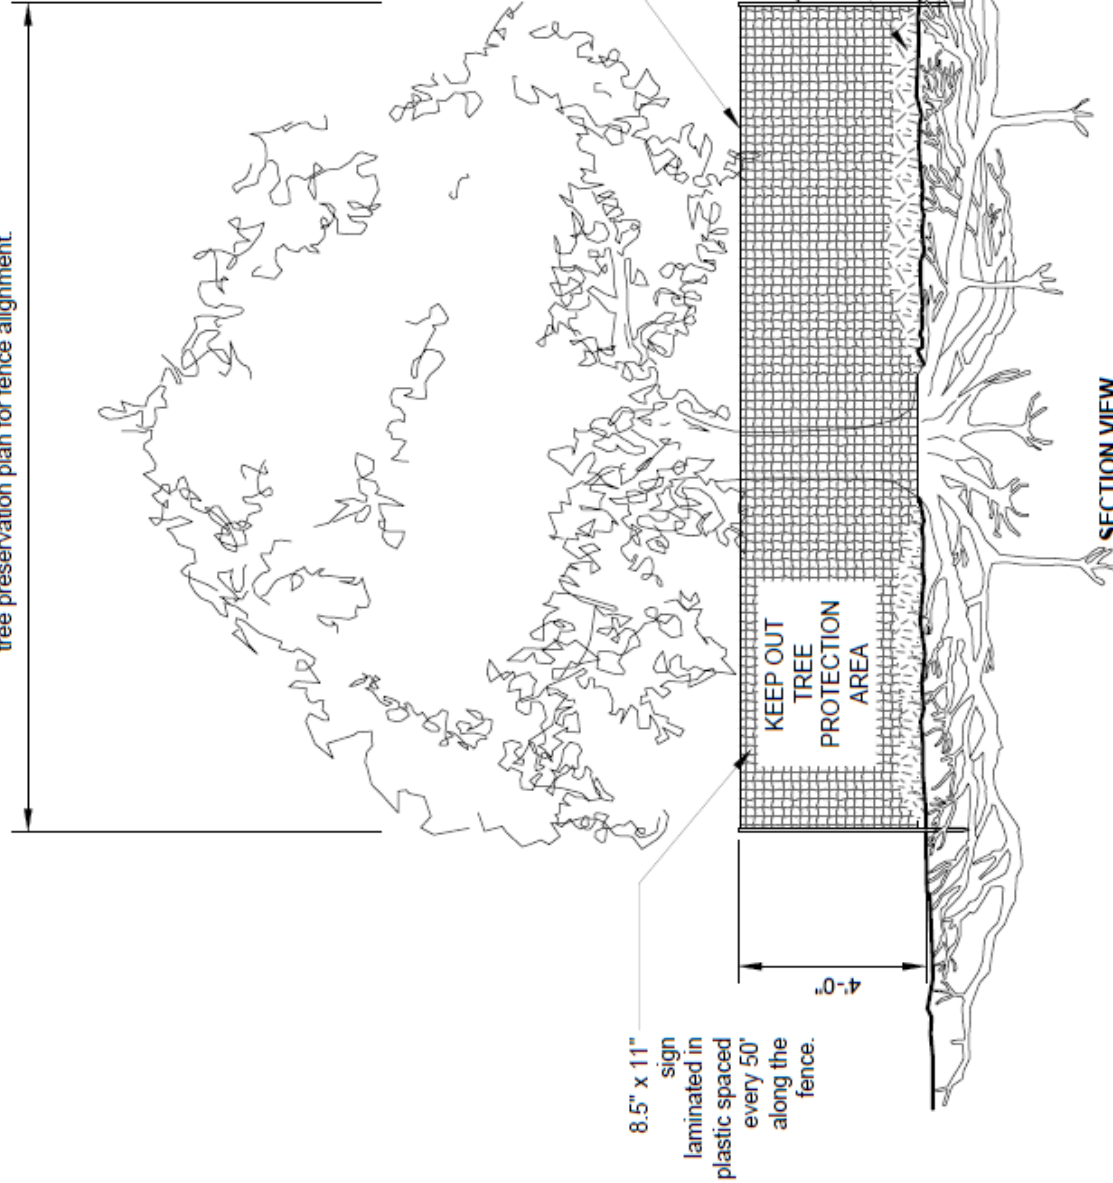 tree preservation plan for fence alignment.
KEEP OUT
TREE
PROTECTION
AREA
4'-0"
8.5" x 11"
sign
laminated in
plastic spaced
every 50'
along the
fence.
SECTION VIEW